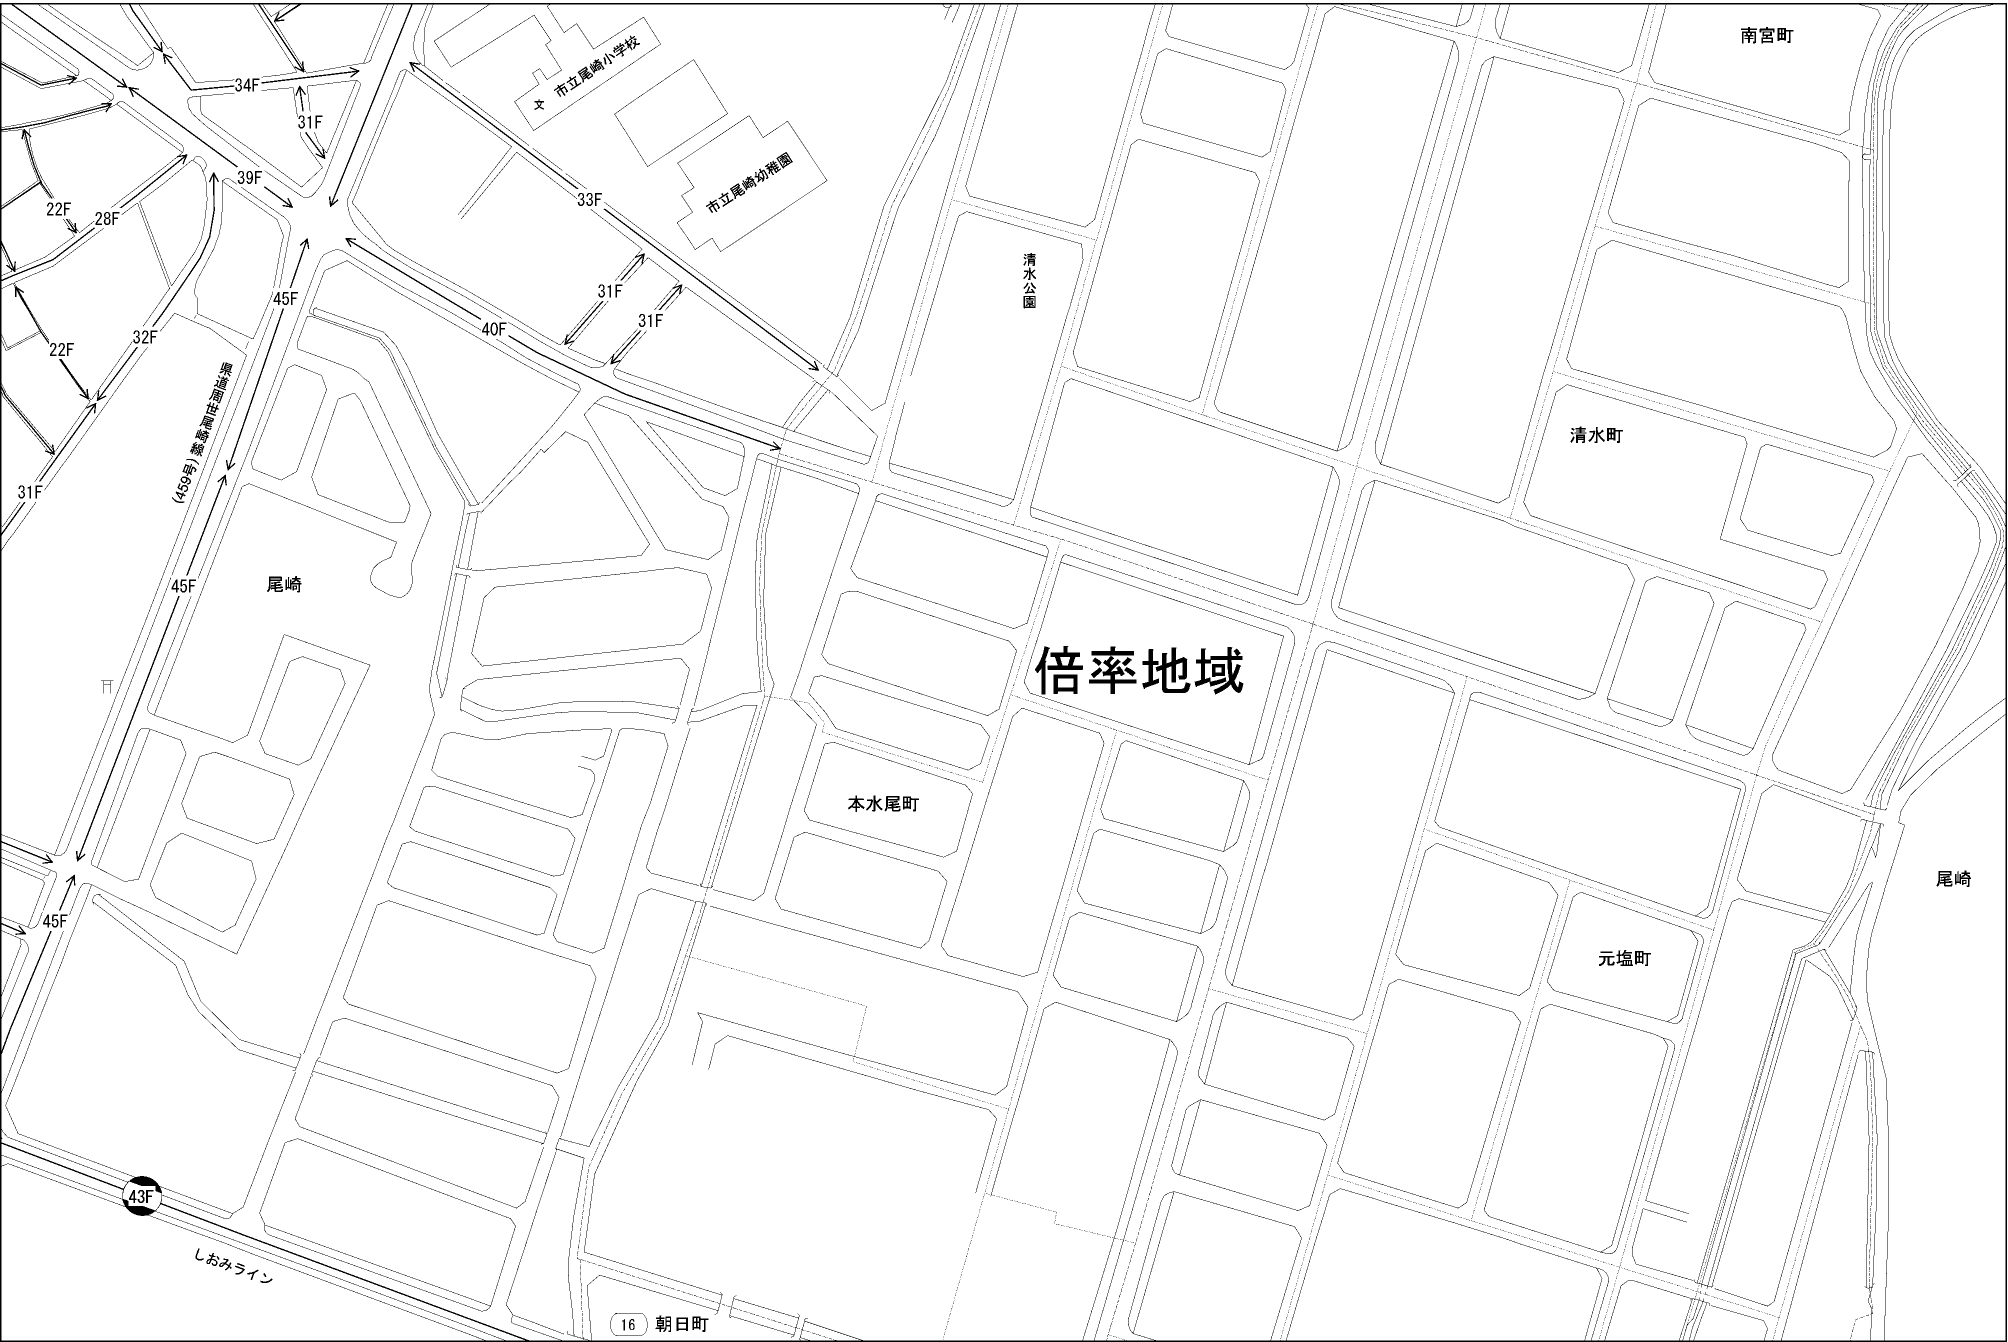 南宮町
市立尾崎小学校
文
34F
31F
39F
33F
市立尾崎幼稚園
22F
28F
清水公園
45F
31F
31F
40F
32F
22F
県道周世尾崎線
(459号)
清水町
31F
45F
尾崎
倍率地域
本水尾町
尾崎
45F
元塩町
43F
しおみライン
16 朝日町